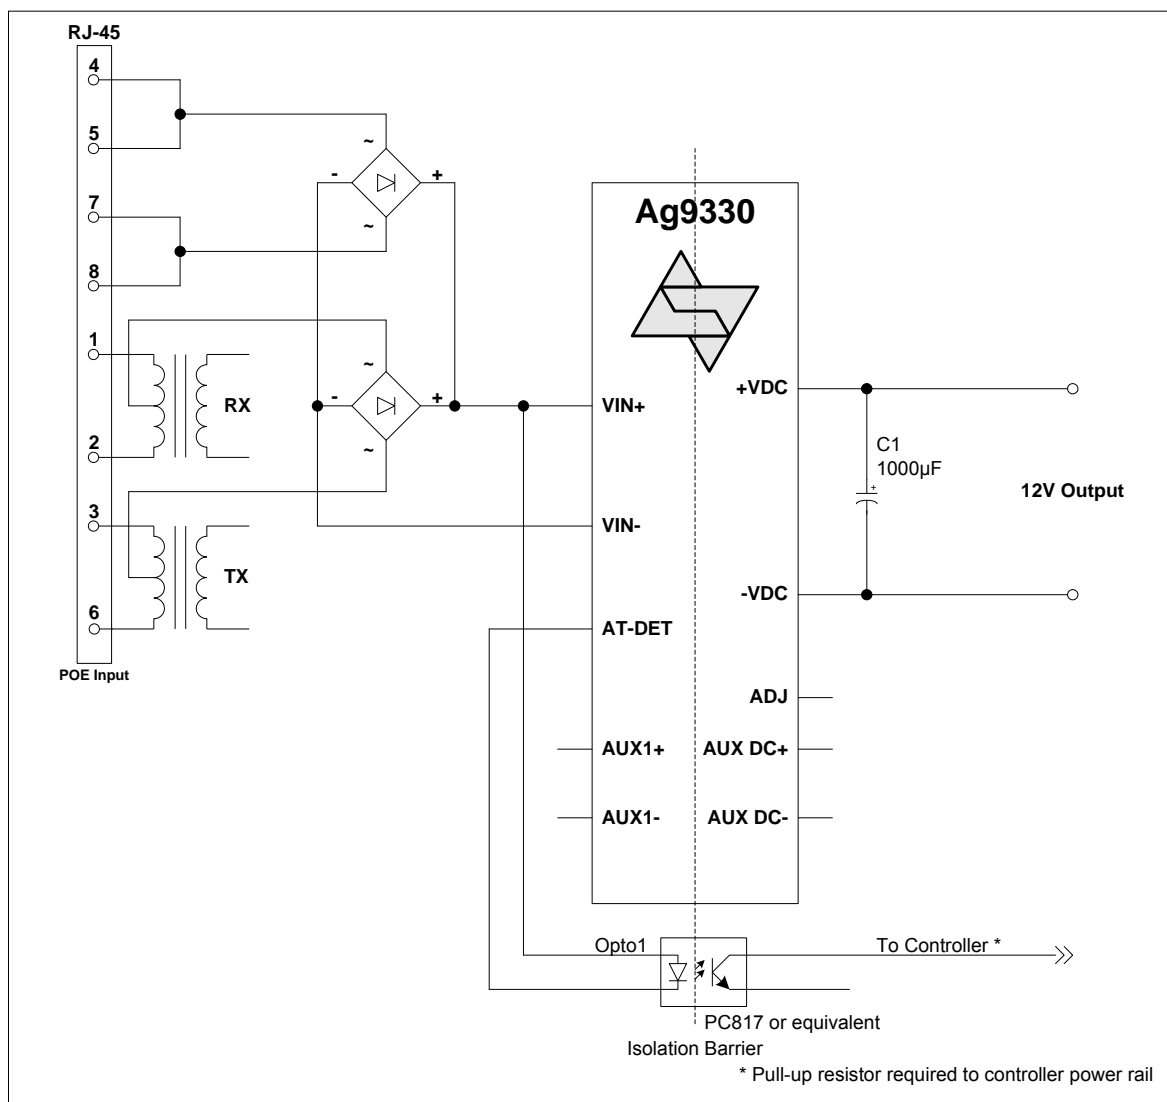 RJ-45
4
5
7
8
1
2
3
6
POE Input
~
-
+
~
~
-
+
~
RX
TX
Ag9330
VIN+
VIN-
AT-DET
AUX1+
AUX1-
+VDC
-VDC
ADJ
AUX DC+
AUX DC-
C1
1000µF
+
12V Output
Opto1
To Controller *
PC817 or equivalent
Isolation Barrier
* Pull-up resistor required to controller power rail